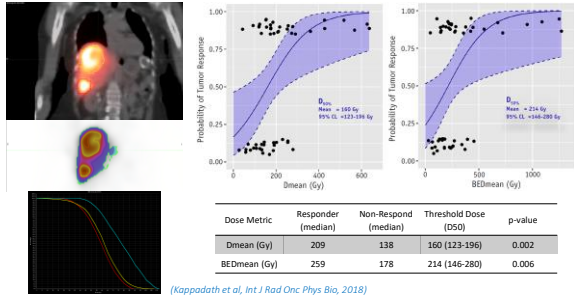 Probability of Tumor Response
1.00
0.75
0.50
0.25
0.00
D50%
Mean = 160 Gy
95% CL =123-196 Gy
0
200
400
600
Dmean (Gy)
Probability of Tumor Response
1.00
0.75
0.50
0.25
0.00
Mean = 214 Gy
95% CL =146-280 Gy
0
500
1000
BEDmean (Gy)
Dose Metric Responder (median) Non-Respond (median) Threshold Dose (D50) p-value
Dmean (Gy) 209 138 160 (123-196) 0.002
BEDmean (Gy) 259 178 214 (146-280) 0.006
(Kappadath et al, Int J Rad Onc Phys Bio, 2018)